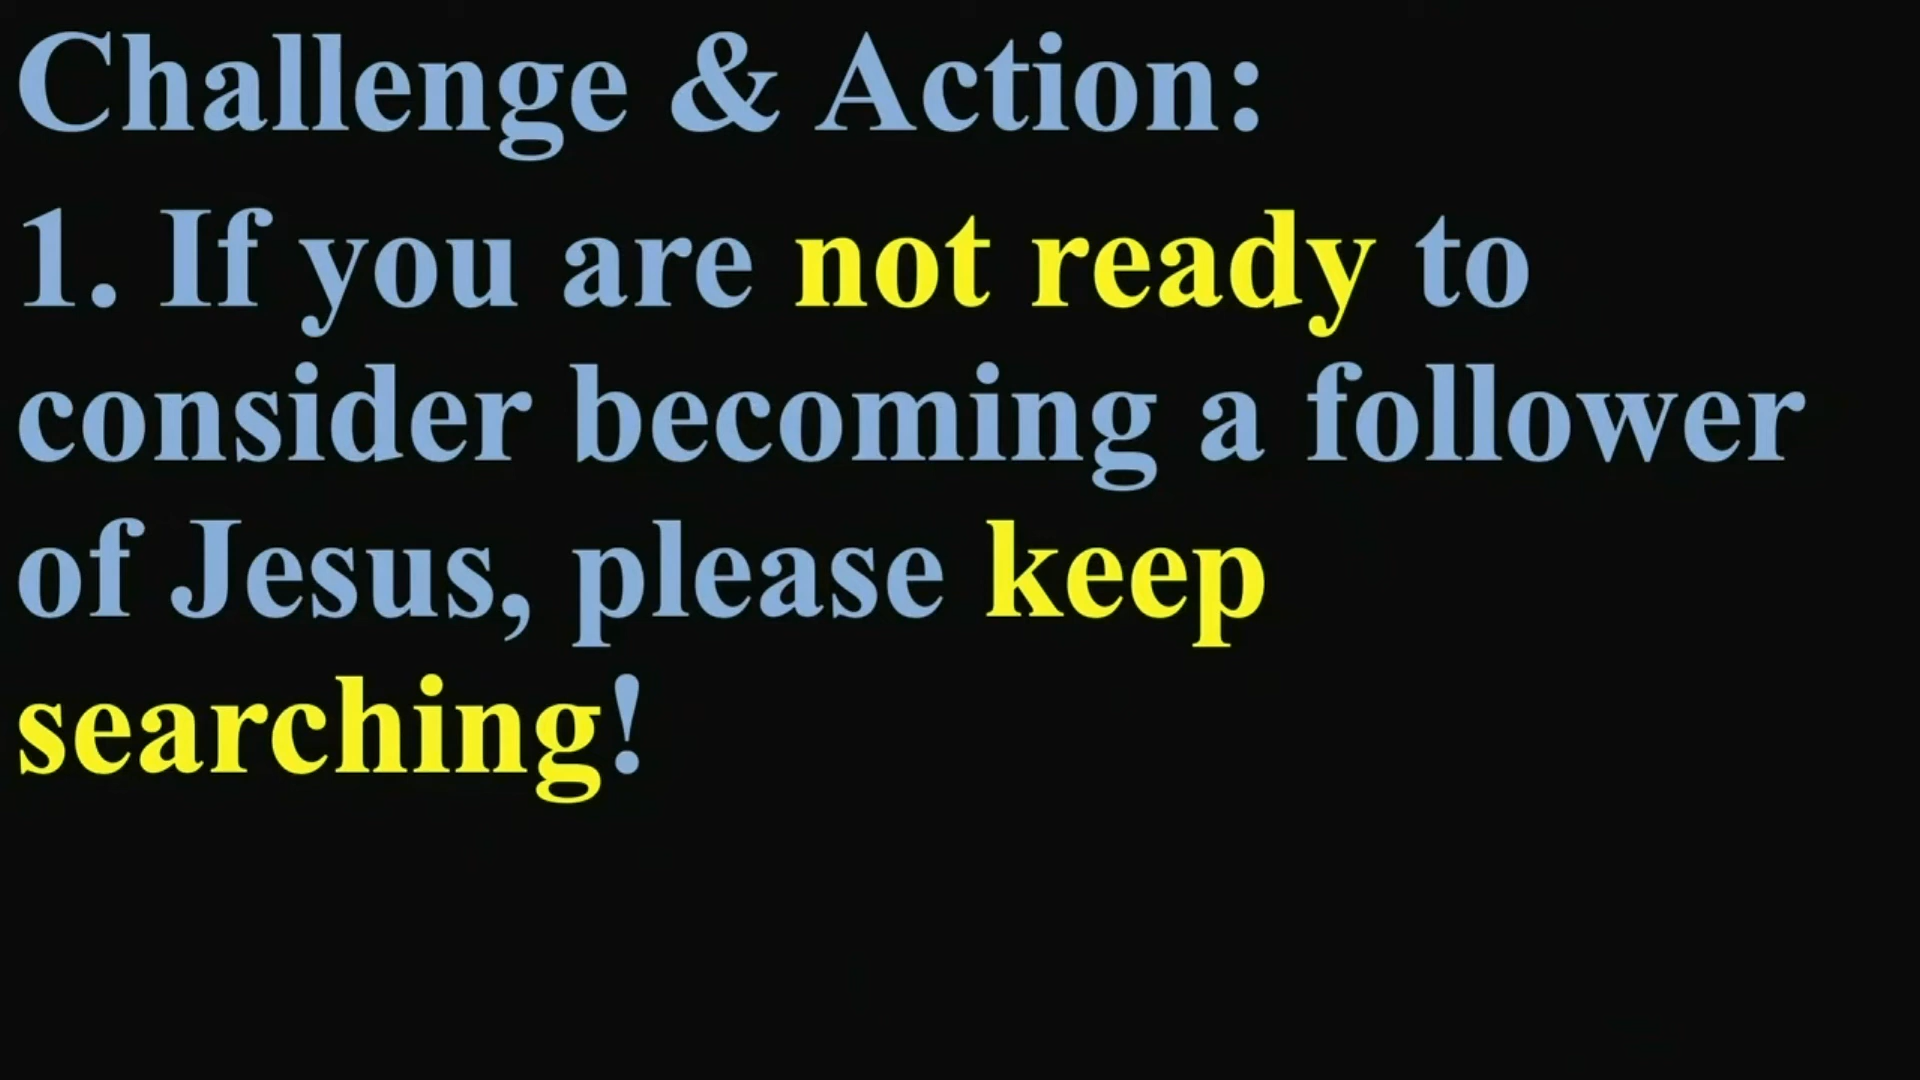 Challenge & Action:
1. If you are not ready to
consider becoming a follower
of Jesus, please keep
searching!